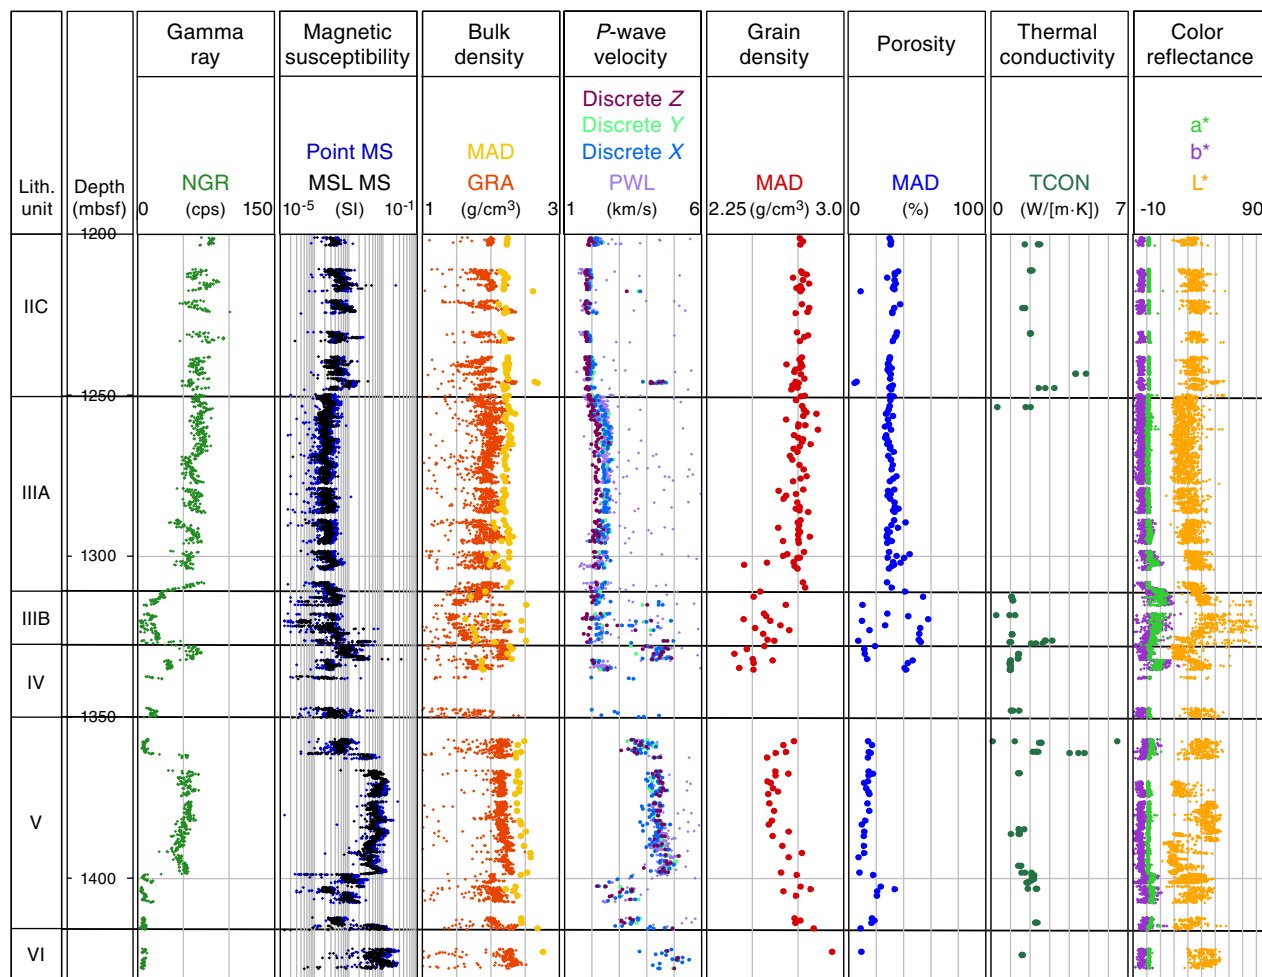 Gamma ray
Magnetic susceptibility
Bulk density
P-wave velocity
Grain density
Porosity
Thermal conductivity
Color reflectance
Discrete Z
Discrete Y
a*
Point MS
MAD
Discrete X
b*
Lith. unit
Depth (mbsf)
NGR
MSL MS
GRA
PWL
MAD
MAD
TCON
L*
0 (cps) 150
10-5 (SI) 10-1
1 (g/cm3) 3
1 (km/s) 6
2.25 (g/cm3) 3.0
0 (%) 100
0 (W/[m·K]) 7
-10 90
1200
IIC
1250
IIIA
1300
IIIB
IV
1350
V
1400
VI